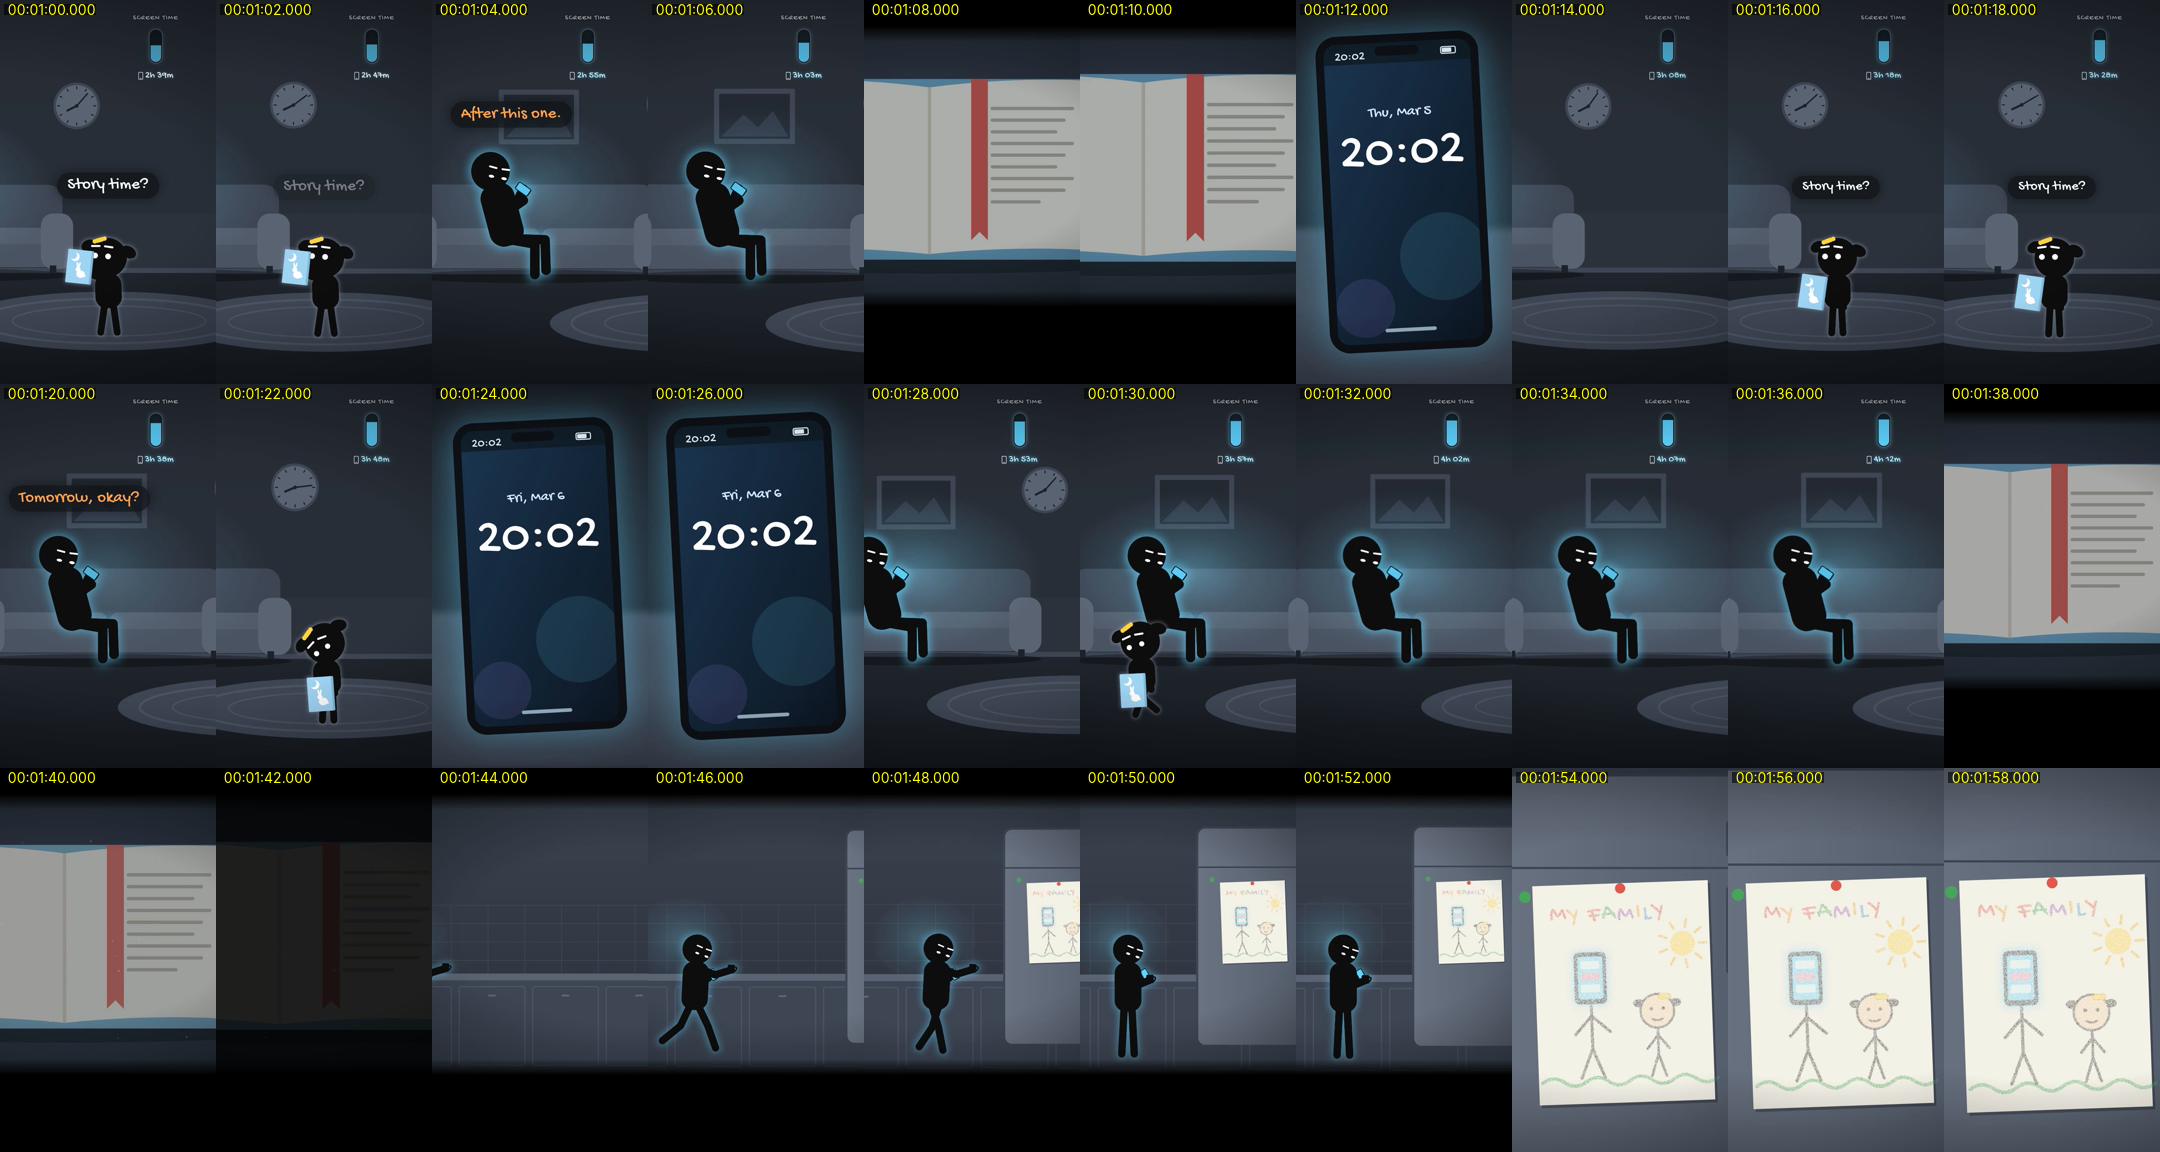 00:01:00.000
SCREEN TIME
2h 39m
Story time?
00:01:02.000
SCREEN TIME
2h 47m
Story time?
00:01:04.000
SCREEN TIME
2h 55m
After this one.
00:01:06.000
SCREEN TIME
3h 03m
00:01:08.000
00:01:10.000
00:01:12.000
20:02
Thu, Mar 5
20:02
00:01:14.000
SCREEN TIME
3h 08m
00:01:16.000
SCREEN TIME
3h 18m
Story time?
00:01:18.000
SCREEN TIME
3h 28m
Story time?
00:01:20.000
SCREEN TIME
3h 38m
Tomorrow, okay?
00:01:22.000
SCREEN TIME
3h 48m
00:01:24.000
20:02
Fri, Mar 6
20:02
00:01:26.000
20:02
Fri, Mar 6
20:02
00:01:28.000
SCREEN TIME
3h 53m
00:01:30.000
SCREEN TIME
3h 57m
00:01:32.000
SCREEN TIME
4h 02m
00:01:34.000
SCREEN TIME
4h 07m
00:01:36.000
SCREEN TIME
4h 12m
00:01:38.000
00:01:40.000
00:01:42.000
00:01:44.000
00:01:46.000
00:01:48.000
MY FAMILY
00:01:50.000
MY FAMILY
00:01:52.000
MY FAMILY
00:01:54.000
MY FAMILY
00:01:56.000
MY FAMILY
00:01:58.000
MY FAMILY